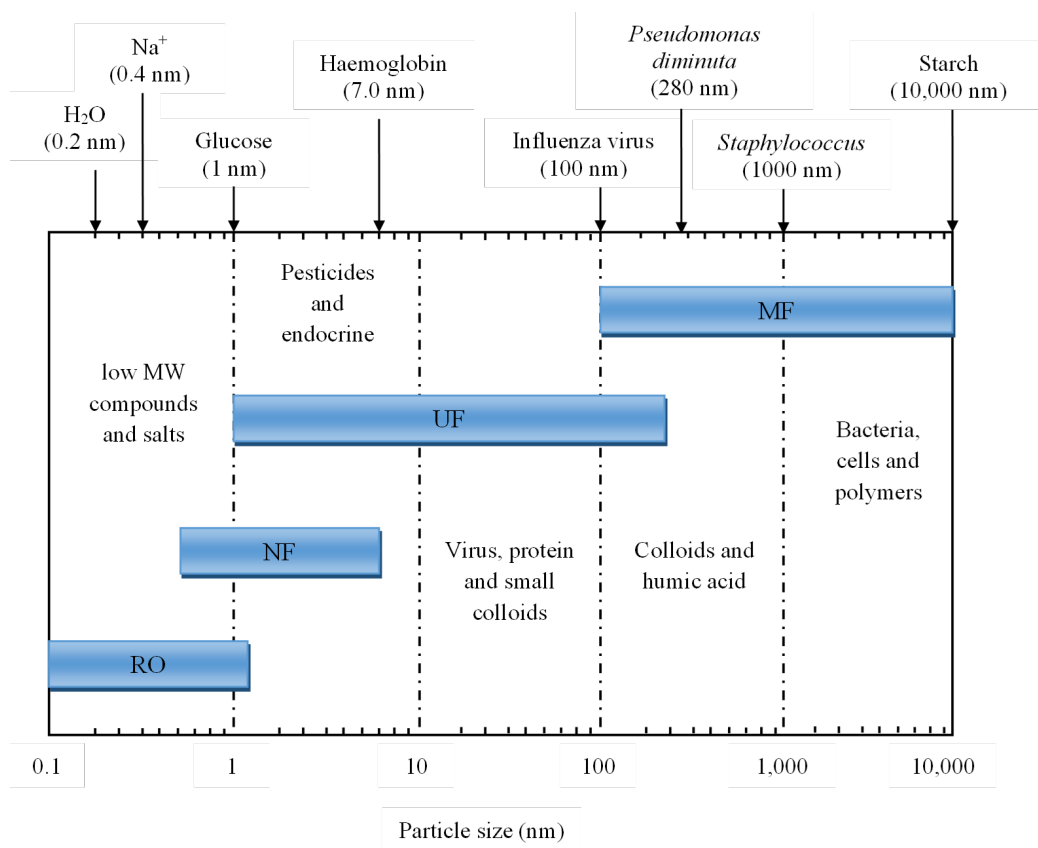 Na⁺
(0.4 nm)
H₂O
(0.2 nm)
Glucose
(1 nm)
Haemoglobin
(7.0 nm)
Influenza virus
(100 nm)
Pseudomonas
diminuta
(280 nm)
Staphylococcus
(1000 nm)
Starch
(10,000 nm)
Pesticides
and
endocrine
MF
low MW
compounds
and salts
UF
Bacteria,
cells and
polymers
NF
Virus, protein
and small
colloids
Colloids and
humic acid
RO
0.1
1
10
100
1,000
10,000
Particle size (nm)